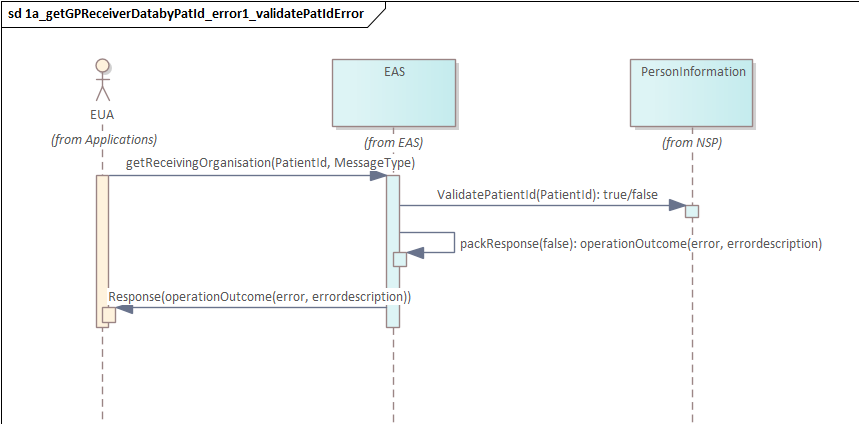 sd 1a_getGPReceiverDatabyPatId_error1_validatePatIdError
EAS
PersonInformation
EUA
(from Applications)
(from EAS)
(from NSP)
getReceivingOrganisation(PatientId, MessageType)
ValidatePatientId(PatientId): true/false
packResponse(false): operationOutcome(error, errordescription)
Response(operationOutcome(error, errordescription))